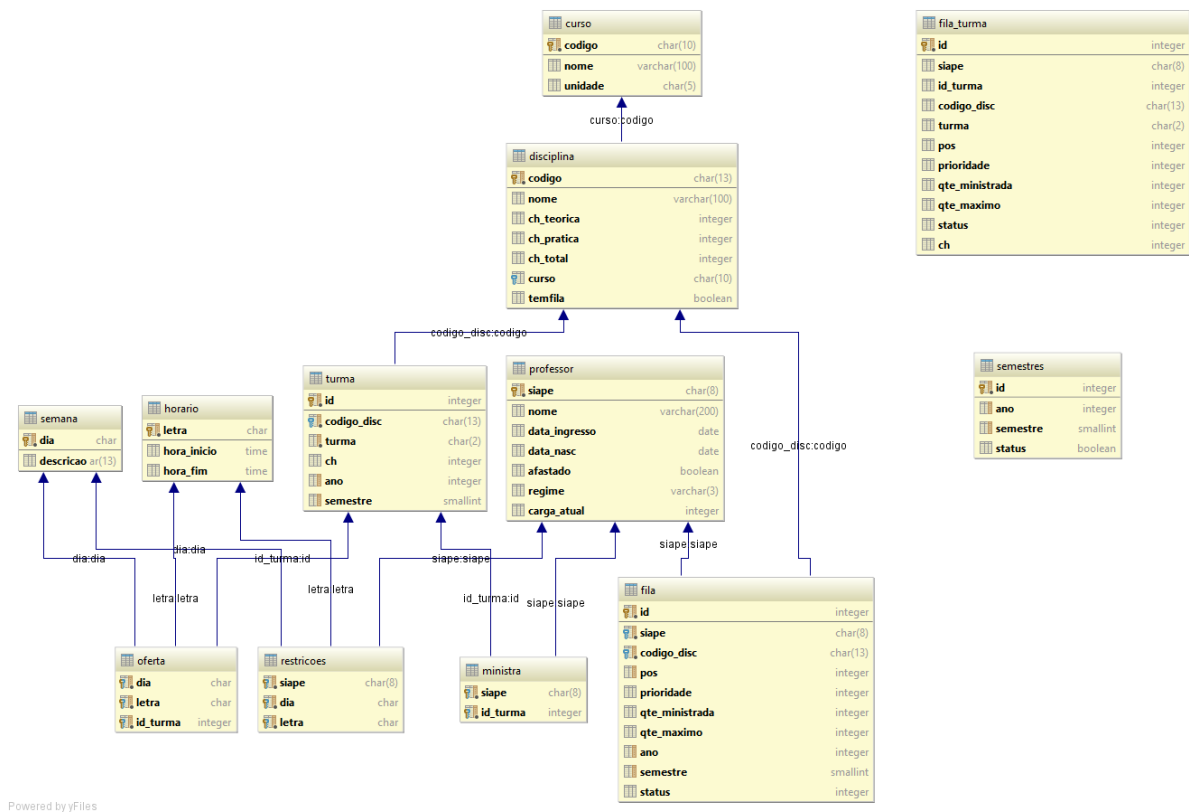 curso
codigo char(10)
nome varchar(100)
unidade char(5)
fila_turma
id integer
siape char(8)
id_turma integer
codigo_disc char(13)
turma char(2)
pos integer
prioridade integer
qte_ministrada integer
qte_maximo integer
status integer
ch integer
curso:codigo
disciplina
codigo char(13)
nome varchar(100)
ch_teorica integer
ch_pratica integer
ch_total integer
curso char(10)
temfila boolean
codigo_disc:codigo
turma
id integer
codigo_disc char(13)
turma char(2)
ch integer
ano integer
semestre smallint
professor
siape char(8)
nome varchar(200)
data_ingresso date
data_nasc date
afastado boolean
regime varchar(3)
carga_atual integer
semestres
id integer
ano integer
semestre smallint
status boolean
semana
dia char
descricao ar(13)
horario
letra char
hora_inicio time
hora_fim time
codigo_disc:codigo
dia:dia
dia:dia
id_turma:id
siape:siape
siape:siape
letra:letra
letra:letra
id_turma:id
siape:siape
oferta
dia char
letra char
id_turma integer
restricoes
siape char(8)
dia char
letra char
ministra
siape char(8)
id_turma integer
fila
id integer
siape char(8)
codigo_disc char(13)
pos integer
prioridade integer
qte_ministrada integer
qte_maximo integer
ano integer
semestre smallint
status integer
Powered by yFiles